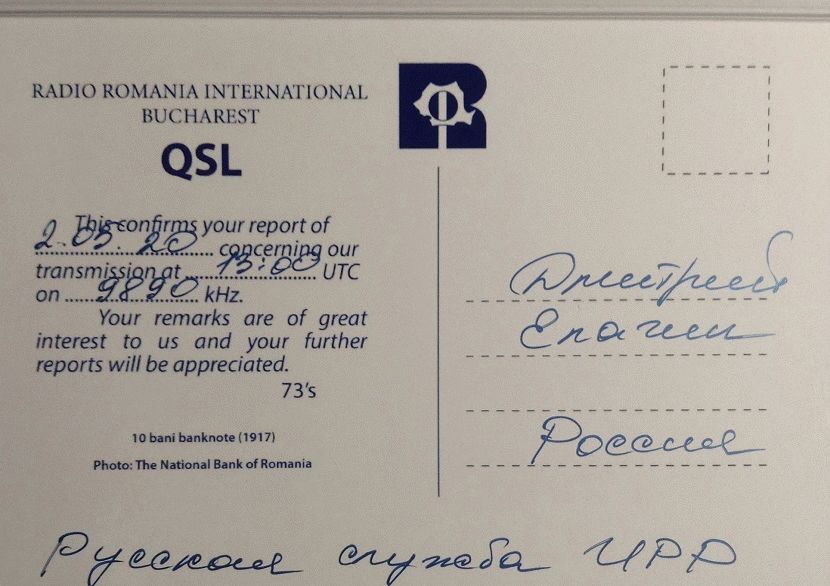 RADIO ROMANIA INTERNATIONAL
BUCHAREST
QSL
This confirms your report of
2.05.20 concerning our
transmission at 13:00 UTC
on 9890 kHz.
Your remarks are of great
interest to us and your further
reports will be appreciated.
73's
10 bani banknote (1917)
Photo: The National Bank of Romania
R
Дмитрий
Елагин
Россия
Русская служба ИРР